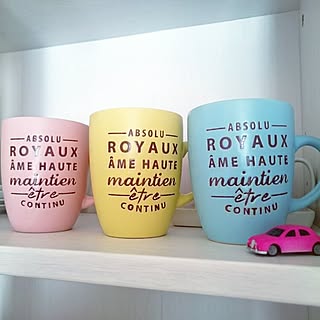 ABSOLU
ROYAUX
ÂME HAUTE
maintien
être
CONTINU
ABSOLU
ROYAUX
ÂME HAUTE
maintien
être
CONTINU
ABSOLU
ROYAUX
ÂME HAUTE
maintien
être
CONTINU